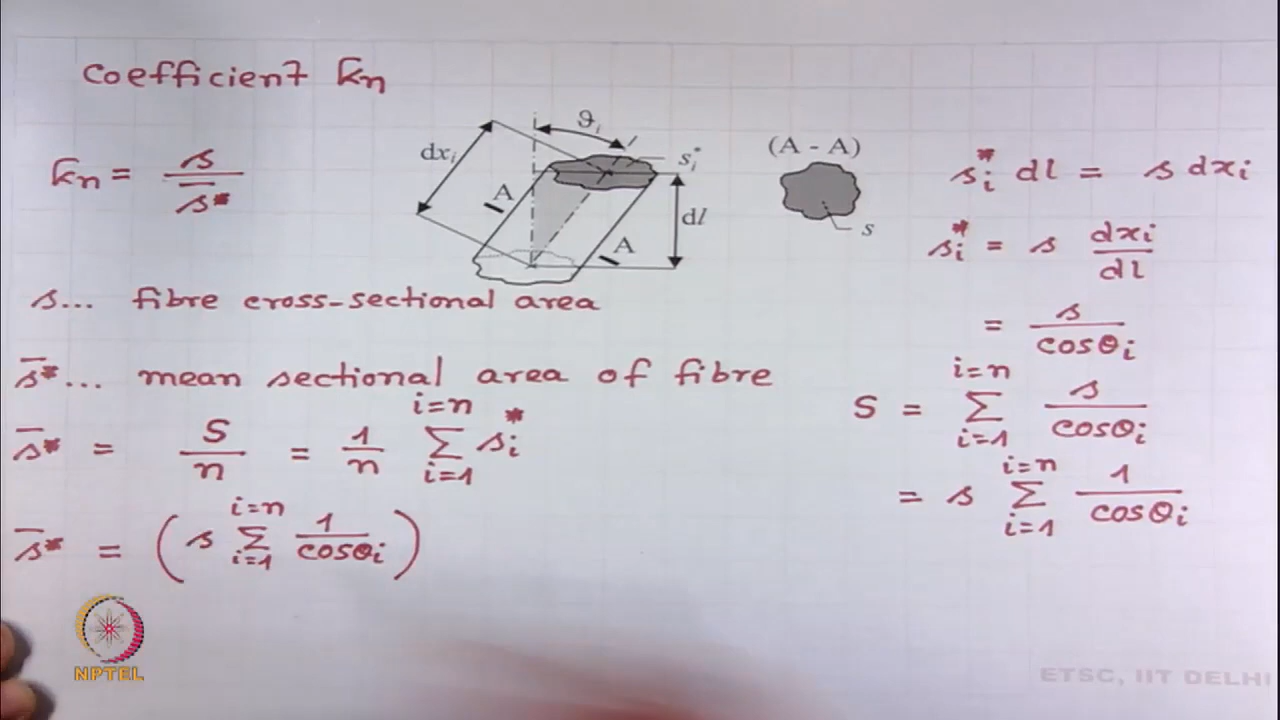 coefficient kn
kn = s / s̅*
dxᵢ
ϑᵢ
sᵢ*
A
dl
A
(A - A)
s
sᵢ* dl = s dxᵢ
sᵢ* = s dxᵢ / dl
= s / cosθᵢ
s... fibre cross-sectional area
s̅*... mean sectional area of fibre
s̅* = S / n = 1 / n Σ i=1 i=n sᵢ*
s̅* = ( s Σ i=1 i=n 1 / cosθᵢ )
S = Σ i=1 i=n s / cosθᵢ
= s Σ i=1 i=n 1 / cosθᵢ
NPTEL
ETSC, IIT DELHI